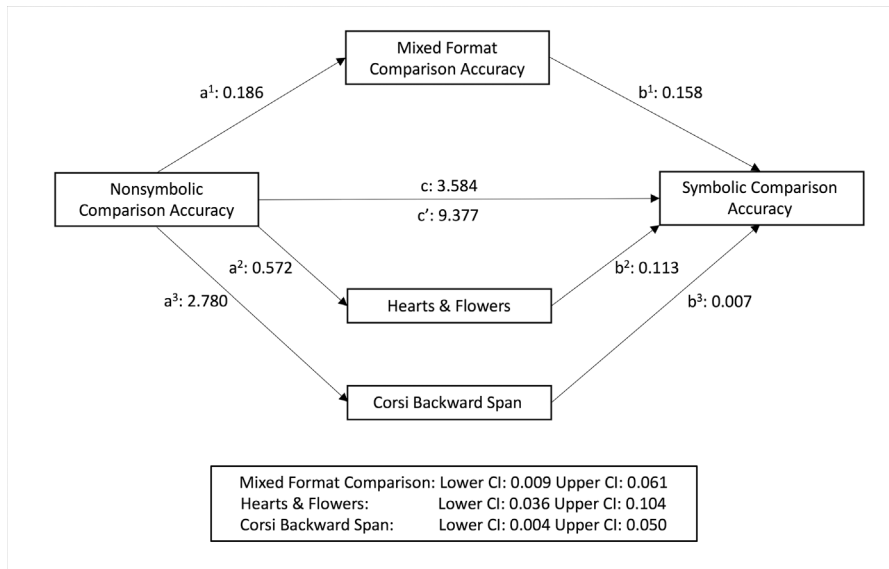 Mixed Format
Comparison Accuracy
a¹: 0.186
b¹: 0.158
Nonsymbolic
Comparison Accuracy
c: 3.584
c’: 9.377
Symbolic Comparison
Accuracy
a²: 0.572
b²: 0.113
a³: 2.780
b³: 0.007
Hearts & Flowers
Corsi Backward Span
Mixed Format Comparison: Lower CI: 0.009 Upper CI: 0.061
Hearts & Flowers: Lower CI: 0.036 Upper CI: 0.104
Corsi Backward Span: Lower CI: 0.004 Upper CI: 0.050